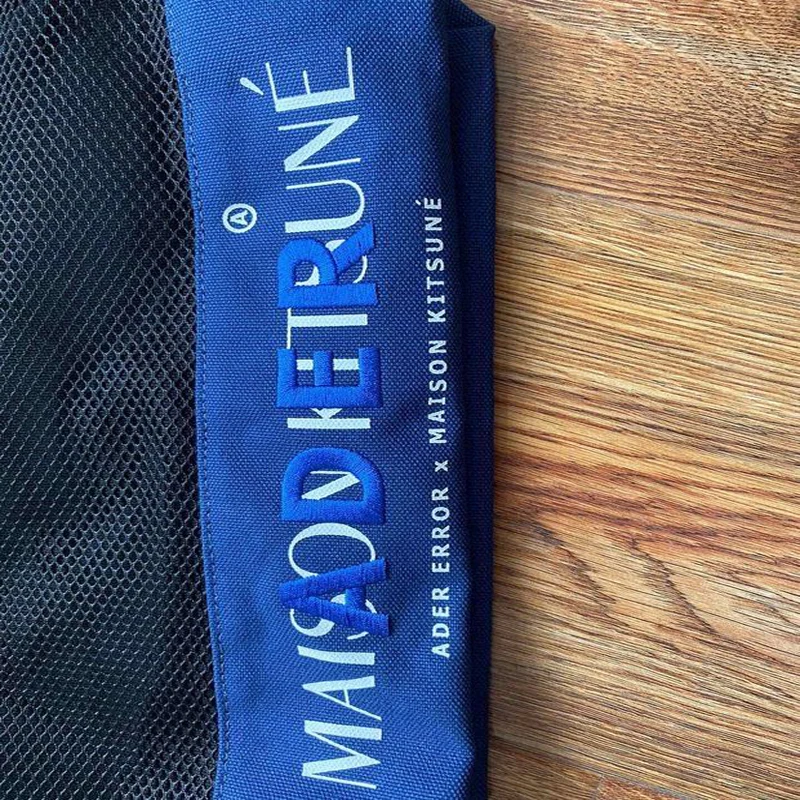 Ⓐ
MAISON KITSUNÉ
ADER
ADER ERROR x MAISON KITSUNÉ